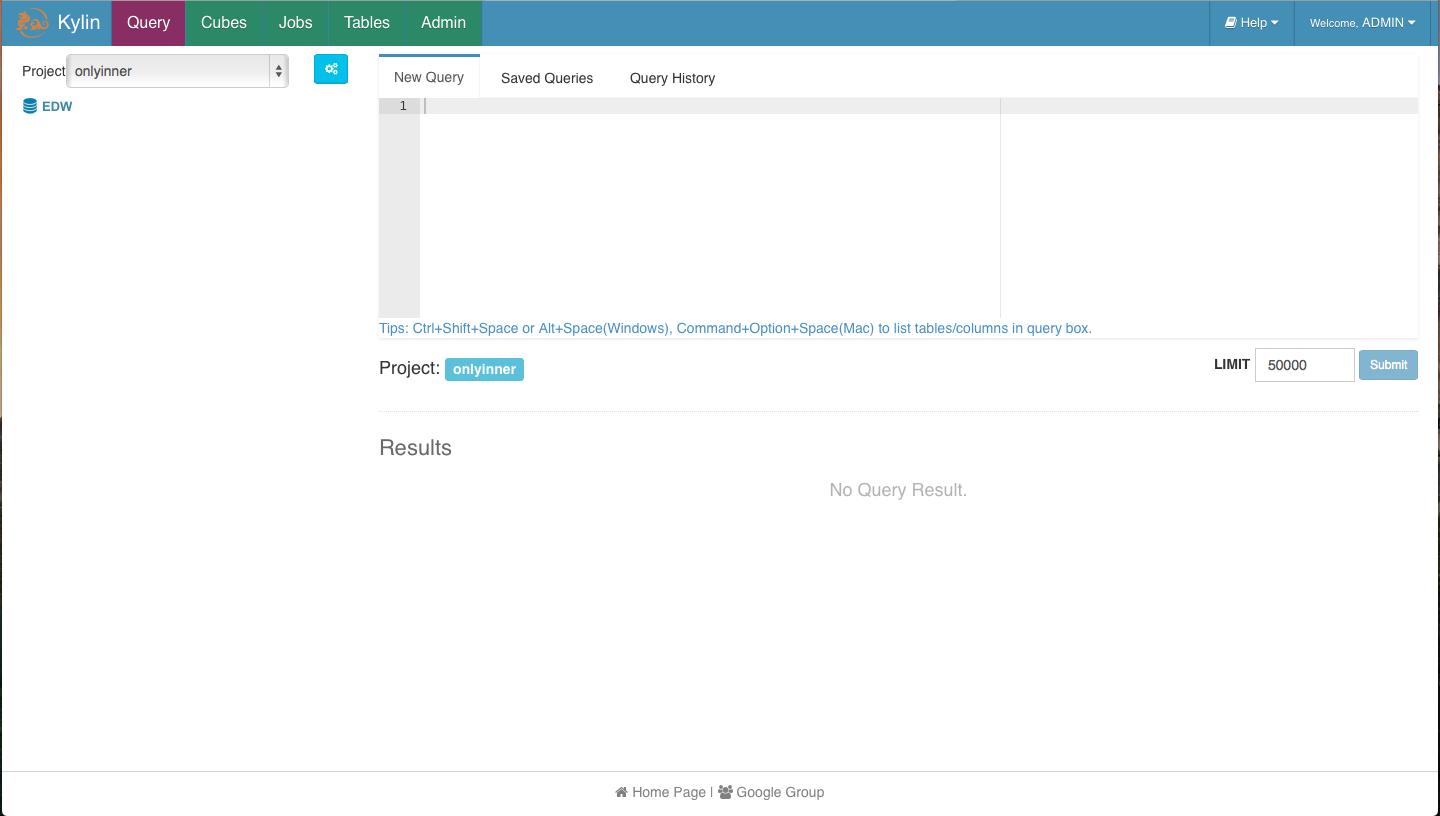 Kylin Query Cubes Jobs Tables Admin Help Welcome, ADMIN
Project onlyinner
EDW
New Query Saved Queries Query History
1
Tips: Ctrl+Shift+Space or Alt+Space(Windows), Command+Option+Space(Mac) to list tables/columns in query box.
Project: onlyinner LIMIT 50000 Submit
Results
No Query Result.
Home Page | Google Group